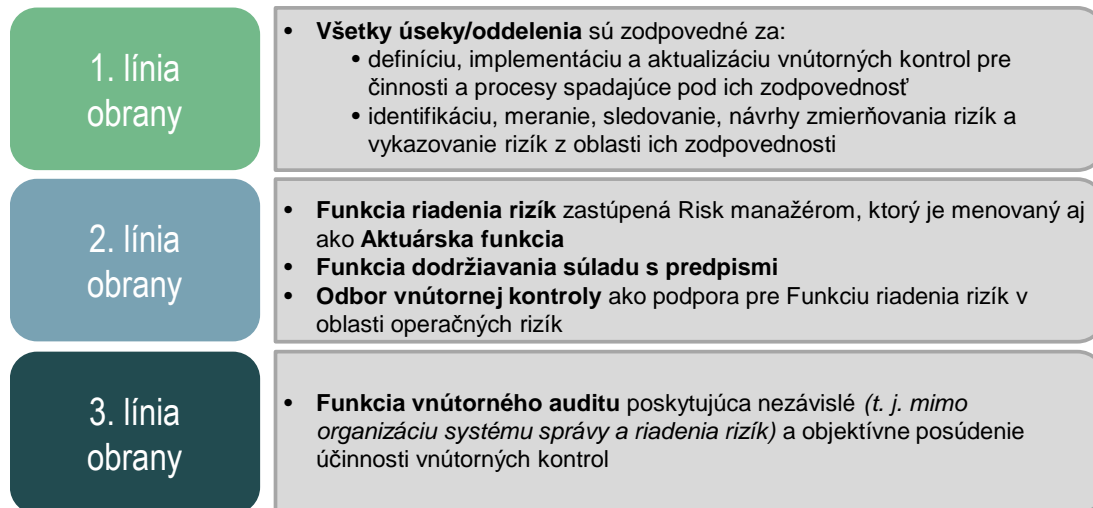 1. línia
obrany
• Všetky úseky/oddelenia sú zodpovedné za:
• definíciu, implementáciu a aktualizáciu vnútorných kontrol pre
činnosti a procesy spadajúce pod ich zodpovednosť
• identifikáciu, meranie, sledovanie, návrhy zmierňovania rizík a
vykazovanie rizík z oblasti ich zodpovednosti
2. línia
obrany
• Funkcia riadenia rizík zastúpená Risk manažérom, ktorý je menovaný aj
ako Aktuárska funkcia
• Funkcia dodržiavania súladu s predpismi
• Odbor vnútornej kontroly ako podpora pre Funkciu riadenia rizík v
oblasti operačných rizík
3. línia
obrany
• Funkcia vnútorného auditu poskytujúca nezávislé (t. j. mimo
organizáciu systému správy a riadenia rizík) a objektívne posúdenie
účinnosti vnútorných kontrol